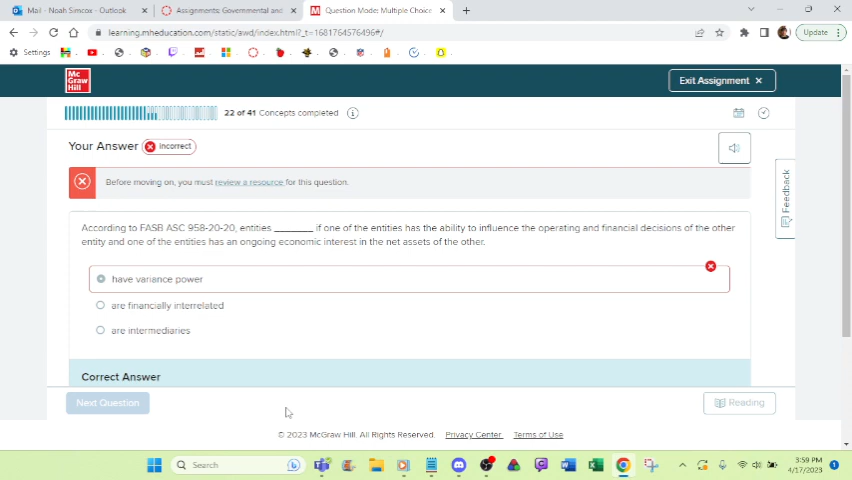 Mail - Noah Simcox - Outlook
Assignments: Governmental and
Question Mode: Multiple Choice
learning.mheducation.com/static/awd/index.html?_t=1681764576496#/
Update
Settings
Mc
Graw
Hill
Exit Assignment
22 of 41 Concepts completed
Your Answer
Incorrect
Before moving on, you must review a resource for this question.
Feedback
According to FASB ASC 958-20-20, entities ________ if one of the entities has the ability to influence the operating and financial decisions of the other
entity and one of the entities has an ongoing economic interest in the net assets of the other.
have variance power
are financially interrelated
are intermediaries
Correct Answer
Next Question
Reading
© 2023 McGraw Hill. All Rights Reserved. Privacy Center Terms of Use
Search
3:59 PM
4/17/2023